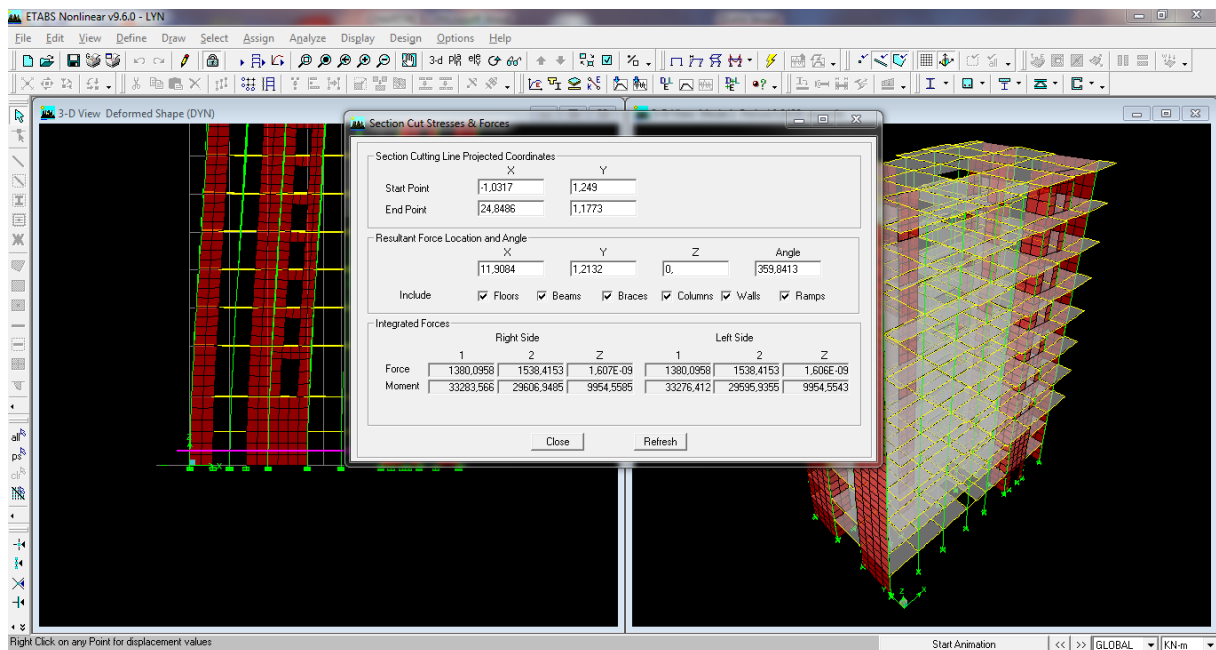 ETABS Nonlinear v9.6.0 - LYN
File Edit View Define Draw Select Assign Analyze Display Design Options Help
3-d
3-D View Deformed Shape (DYN)
Section Cut Stresses & Forces
Section Cutting Line Projected Coordinates
X Y
Start Point -1,0317 1,249
End Point 24,8486 1,1773
Resultant Force Location and Angle
X Y Z Angle
11,9084 1,2132 0, 359,8413
Include Floors Beams Braces Columns Walls Ramps
Integrated Forces
Right Side Left Side
1 2 Z 1 2 Z
Force 1380,0958 1538,4153 1,607E-09 1380,0958 1538,4153 1,606E-09
Moment 33283,566 29606,9485 9954,5585 33276,412 29595,9355 9954,5543
Close Refresh
all
ps
clr
Right Click on any Point for displacement values
Start Animation << >> GLOBAL KN-m